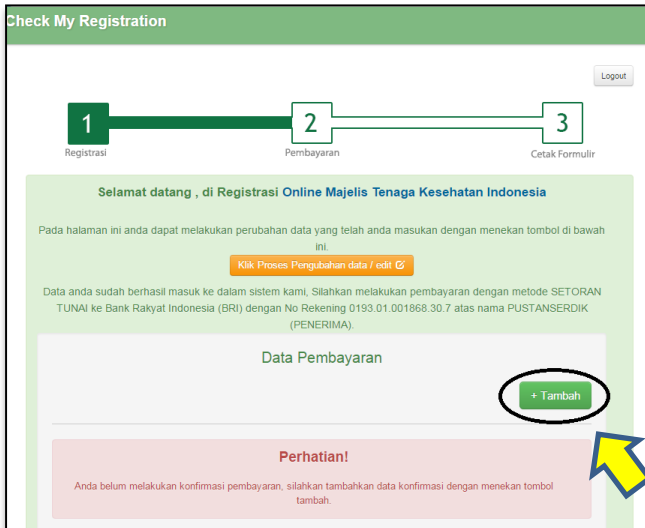 Check My Registration
Logout
1
2
3
Registrasi
Pembayaran
Cetak Formulir
Selamat datang , di Registrasi Online Majelis Tenaga Kesehatan Indonesia
Pada halaman ini anda dapat melakukan perubahan data yang telah anda masukan dengan menekan tombol di bawah
ini.
Klik Proses Pengubahan data / edit
Data anda sudah berhasil masuk ke dalam sistem kami, Silahkan melakukan pembayaran dengan metode SETORAN
TUNAI ke Bank Rakyat Indonesia (BRI) dengan No Rekening 0193.01.001868.30.7 atas nama PUSTANSERDIK
(PENERIMA).
Data Pembayaran
+ Tambah
Perhatian!
Anda belum melakukan konfirmasi pembayaran, silahkan tambahkan data konfirmasi dengan menekan tombol
tambah.